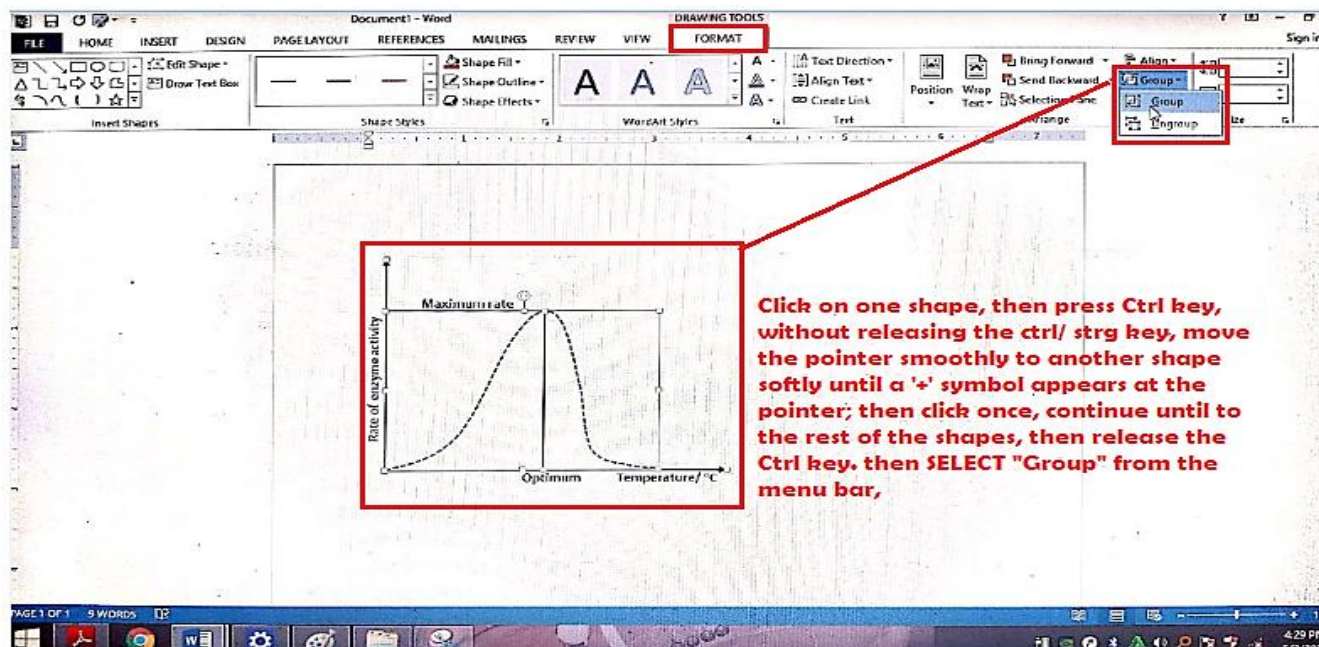 Document1 - Word
DRAWING TOOLS
FILE HOME INSERT DESIGN PAGE LAYOUT REFERENCES MAILINGS REVIEW VIEW FORMAT
Sign in
Edit Shape
Draw Text Box
Insert Shapes
Shape Fill
Shape Outline
Shape Effects
Shape Styles
A A A
WordArt Styles
Text Direction
Align Text
Create Link
Text
Position
Wrap Text
Bring Forward
Send Backward
Selection Pane
Align
Group
Group
Ungroup
Maximum rate
Rate of enzyme activity
Optimum
Temperature/ °C
Click on one shape, then press Ctrl key,
without releasing the ctrl/ strg key, move
the pointer smoothly to another shape
softly until a '+' symbol appears at the
pointer; then click once, continue until to
the rest of the shapes, then release the
Ctrl key. then SELECT "Group" from the
menu bar,
PAGE 1 OF 1 9 WORDS
4:29 PM